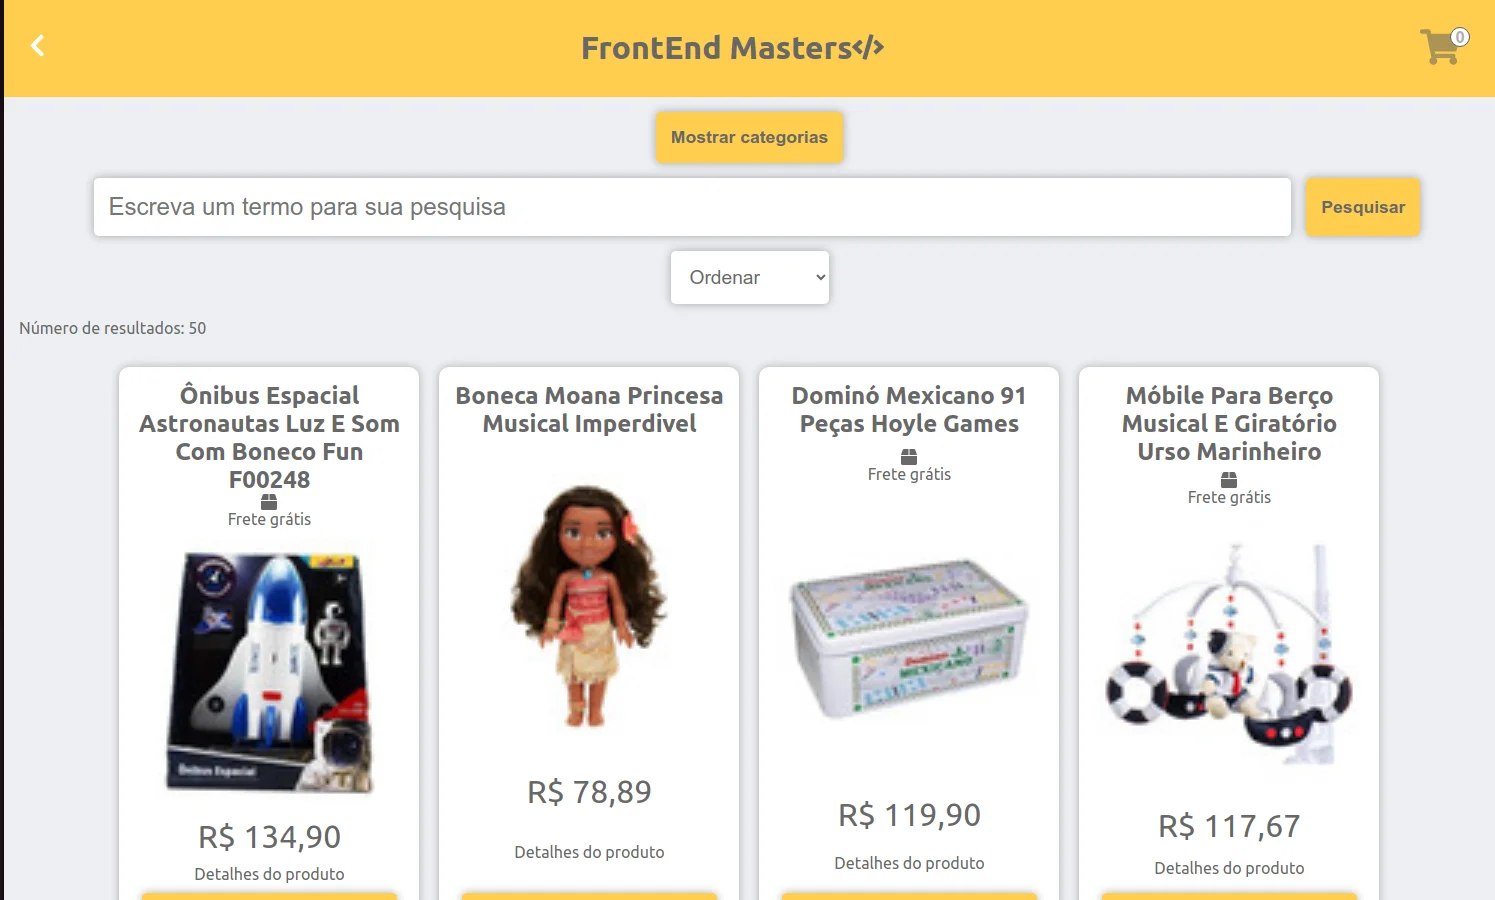 FrontEnd Masters</>
0
Mostrar categorias
Escreva um termo para sua pesquisa
Pesquisar
Ordenar
Número de resultados: 50
Ônibus Espacial
Astronautas Luz E Som
Com Boneco Fun
F00248
Frete grátis
Ônibus Espacial
R$ 134,90
Detalhes do produto
Boneca Moana Princesa
Musical Imperdivel
R$ 78,89
Detalhes do produto
Dominó Mexicano 91
Peças Hoyle Games
Frete grátis
MEXICANO
R$ 119,90
Detalhes do produto
Móbile Para Berço
Musical E Giratório
Urso Marinheiro
Frete grátis
R$ 117,67
Detalhes do produto